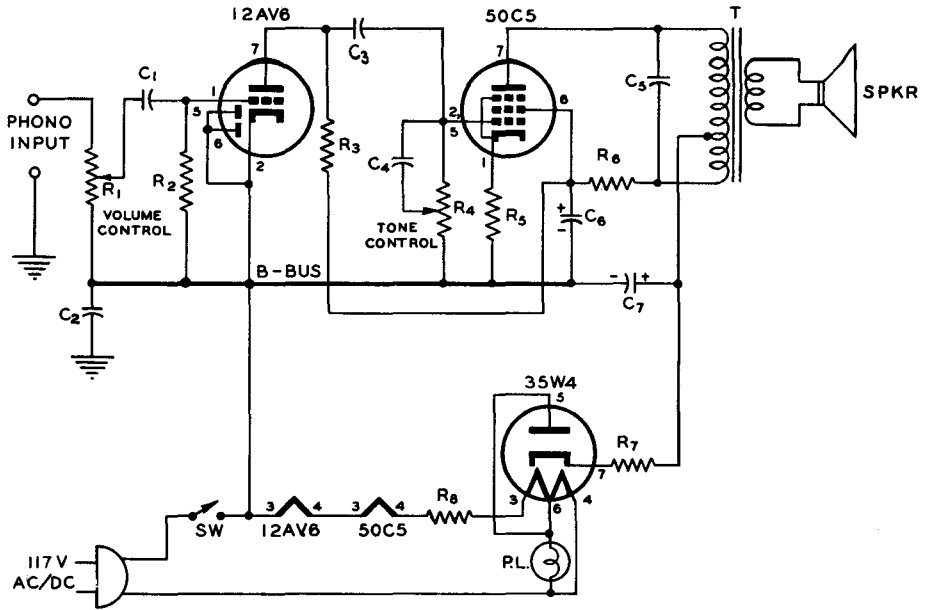 12AV6
50C5
T
7
C3
7
C5
SPKR
C1
1
5
6
2
PHONO
INPUT
R1
VOLUME
CONTROL
R2
R3
2,
5
6
1
C4
R4
TONE
CONTROL
R5
R6
+
-
C6
B-BUS
- +
C7
C2
35W4
5
7
R7
3
6
4
SW
3 4
12AV6
3 4
50C5
R8
P.L.
117V
AC/DC